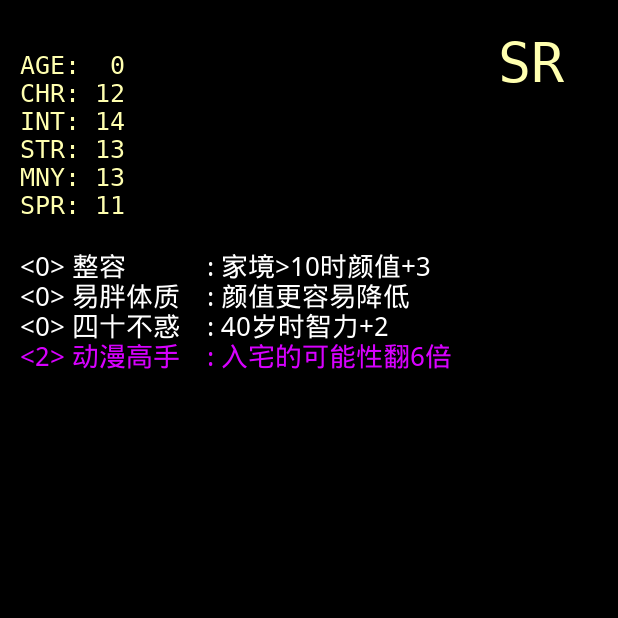 SR
AGE: 0
CHR: 12
INT: 14
STR: 13
MNY: 13
SPR: 11
<0> 整容 : 家境>10时颜值+3
<0> 易胖体质 : 颜值更容易降低
<0> 四十不惑 : 40岁时智力+2
<2> 动漫高手 : 入宅的可能性翻6倍